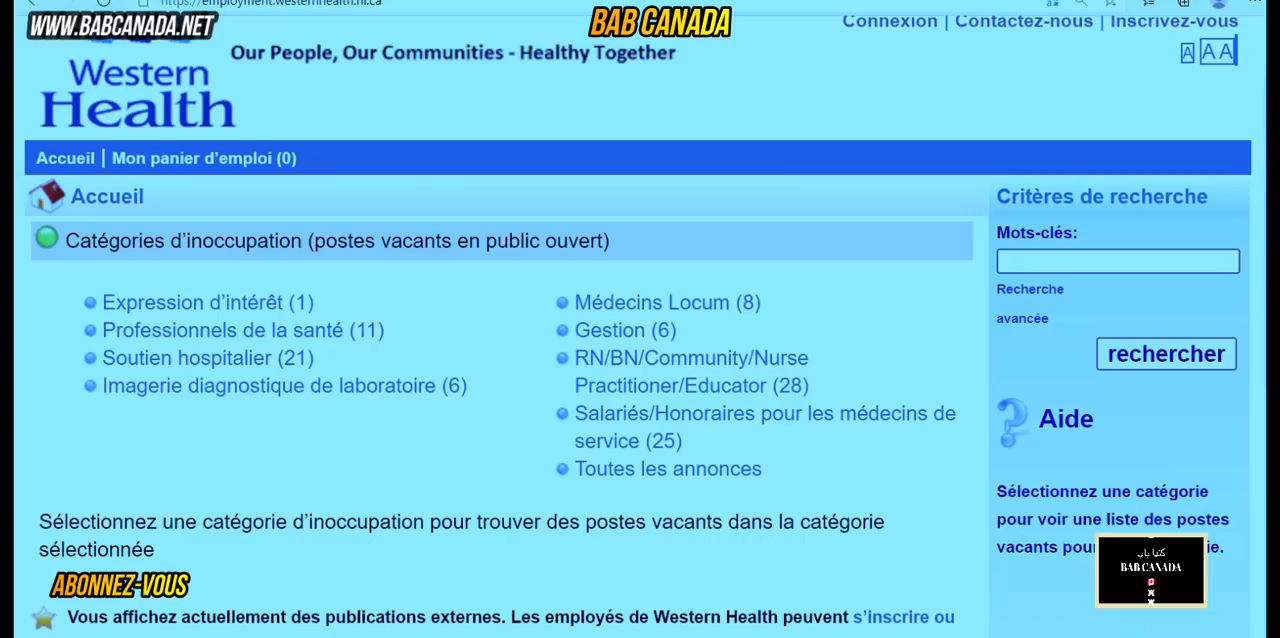 https://employment.westernhealth.nl.ca
WWW.BABCANADA.NET
BAB CANADA
Connexion | Contactez-nous | Inscrivez-vous
Our People, Our Communities - Healthy Together
A A A
Western
Health
Accueil | Mon panier d'emploi (0)
Accueil
Catégories d'inoccupation (postes vacants en public ouvert)
Expression d'intérêt (1)
Professionnels de la santé (11)
Soutien hospitalier (21)
Imagerie diagnostique de laboratoire (6)
Médecins Locum (8)
Gestion (6)
RN/BN/Community/Nurse
Practitioner/Educator (28)
Salariés/Honoraires pour les médecins de
service (25)
Toutes les annonces
Sélectionnez une catégorie d'inoccupation pour trouver des postes vacants dans la catégorie
sélectionnée
ABONNEZ-VOUS
Vous affichez actuellement des publications externes. Les employés de Western Health peuvent s'inscrire ou
Critères de recherche
Mots-clés:
Recherche
avancée
rechercher
Aide
Sélectionnez une catégorie
pour voir une liste des postes
vacants pour
ie.
BAB CANADA